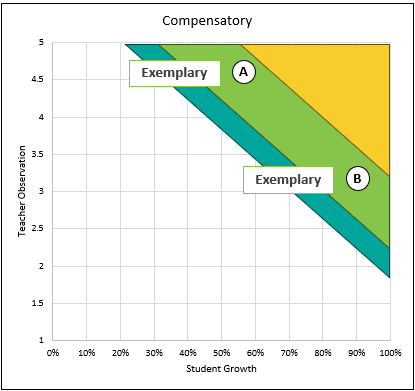 Compensatory
5
4.5
4
3.5
3
2.5
2
1.5
1
Teacher Observation
Exemplary
A
Exemplary
B
0% 10% 20% 30% 40% 50% 60% 70% 80% 90% 100%
Student Growth